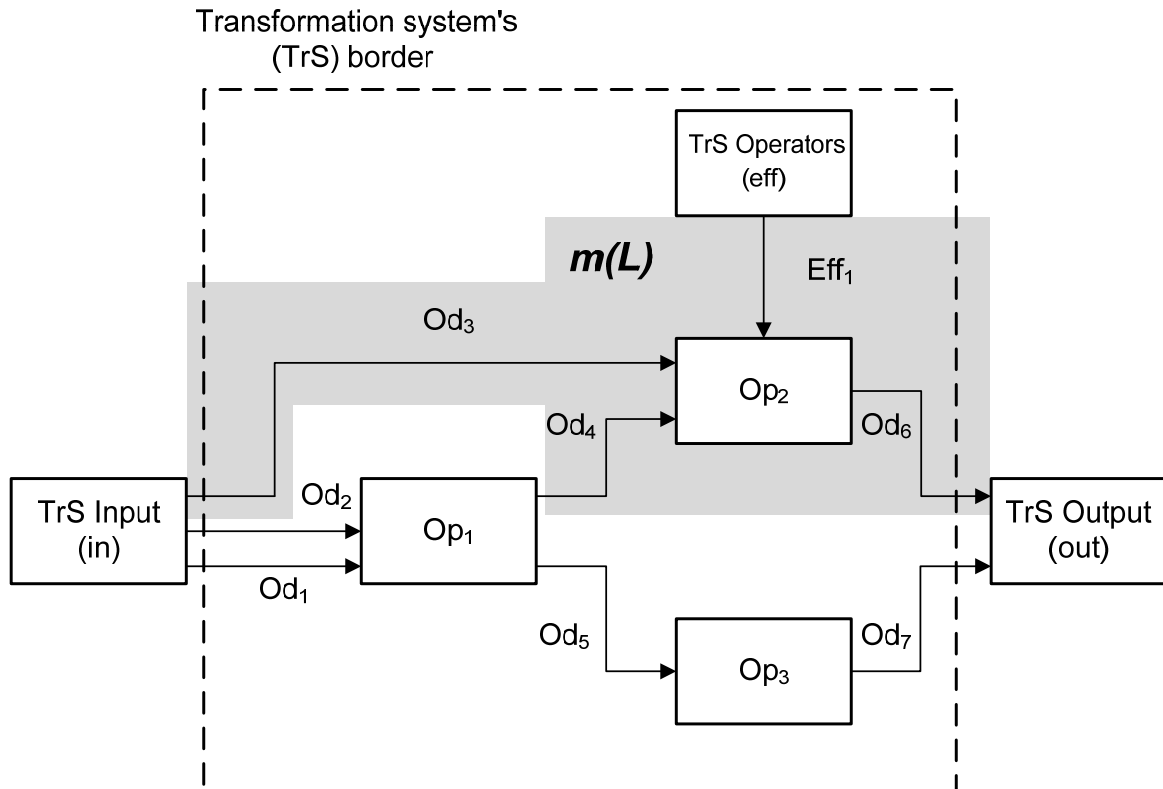 Transformation system's
(TrS) border
TrS Operators
(eff)
m(L)
Eff₁
Od₃
Op₂
Od₄
Od₆
Od₂
TrS Input
(in)
Op₁
TrS Output
(out)
Od₁
Od₅
Od₇
Op₃